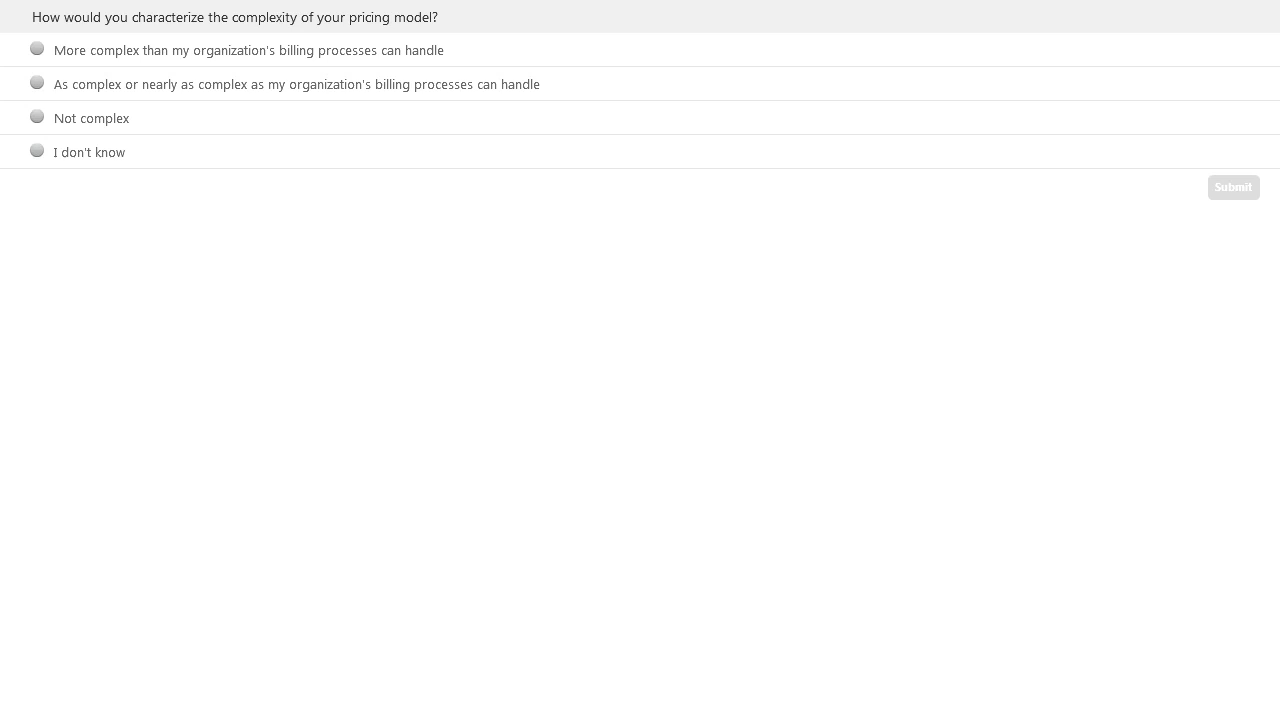 How would you characterize the complexity of your pricing model?
More complex than my organization's billing processes can handle
As complex or nearly as complex as my organization's billing processes can handle
Not complex
I don't know
Submit